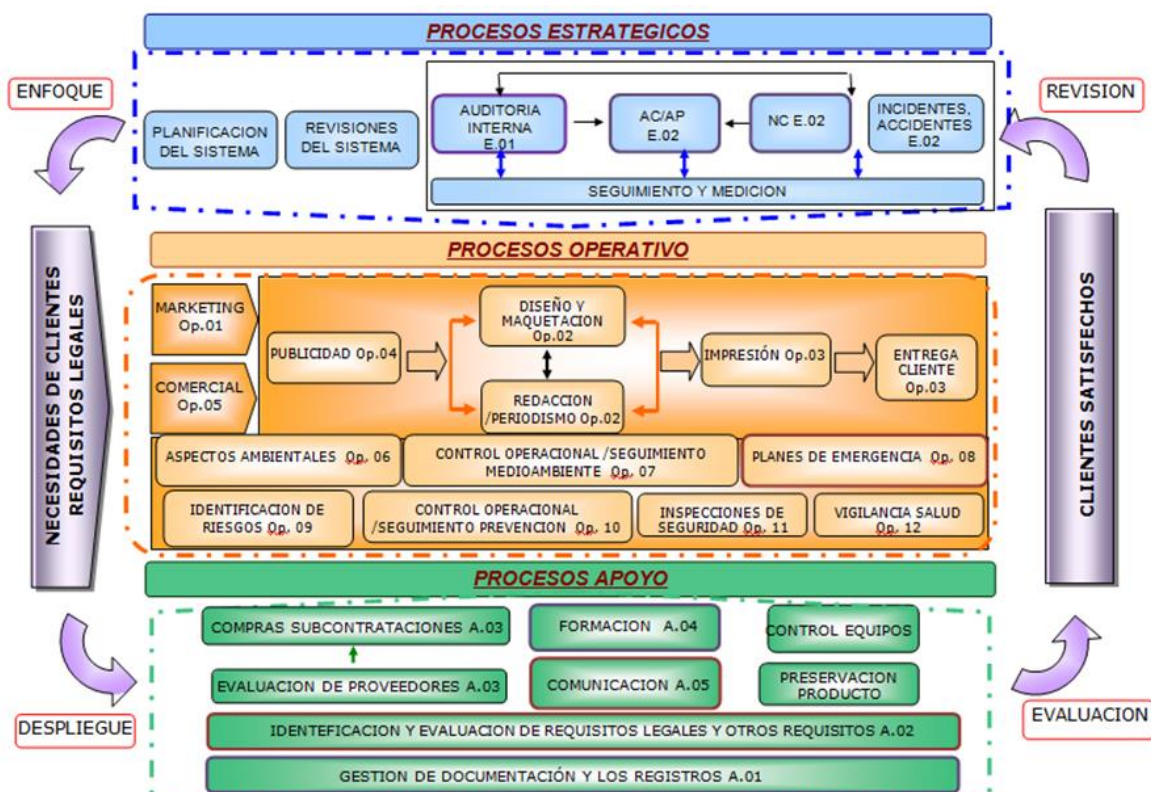 PROCESOS ESTRATEGICOS
ENFOQUE
REVISION
PLANIFICACION
DEL SISTEMA
REVISIONES
DEL SISTEMA
AUDITORIA
INTERNA
E.01
AC/AP
E.02
NC E.02
INCIDENTES,
ACCIDENTES
E.02
SEGUIMIENTO Y MEDICION
NECESIDADES DE CLIENTES
REQUISITOS LEGALES
PROCESOS OPERATIVO
MARKETING
Op.01
COMERCIAL
Op.05
PUBLICIDAD Op.04
DISEÑO Y
MAQUETACION
Op.02
REDACCION
/PERIODISMO Op.02
IMPRESIÓN Op.03
ENTREGA
CLIENTE
Op.03
ASPECTOS AMBIENTALES Op. 06
CONTROL OPERACIONAL /SEGUIMIENTO
MEDIOAMBIENTE Op. 07
PLANES DE EMERGENCIA Op. 08
IDENTIFICACION DE
RIESGOS Op. 09
CONTROL OPERACIONAL
/SEGUIMIENTO PREVENCION Op. 10
INSPECCIONES DE
SEGURIDAD Op. 11
VIGILANCIA SALUD
Op. 12
CLIENTES SATISFECHOS
PROCESOS APOYO
COMPRAS SUBCONTRATACIONES A.03
FORMACION A.04
CONTROL EQUIPOS
EVALUACION DE PROVEEDORES A.03
COMUNICACION A.05
PRESERVACION
PRODUCTO
DESPLIEGUE
EVALUACION
IDENTEFICACION Y EVALUACION DE REQUISITOS LEGALES Y OTROS REQUISITOS A.02
GESTION DE DOCUMENTACIÓN Y LOS REGISTROS A.01